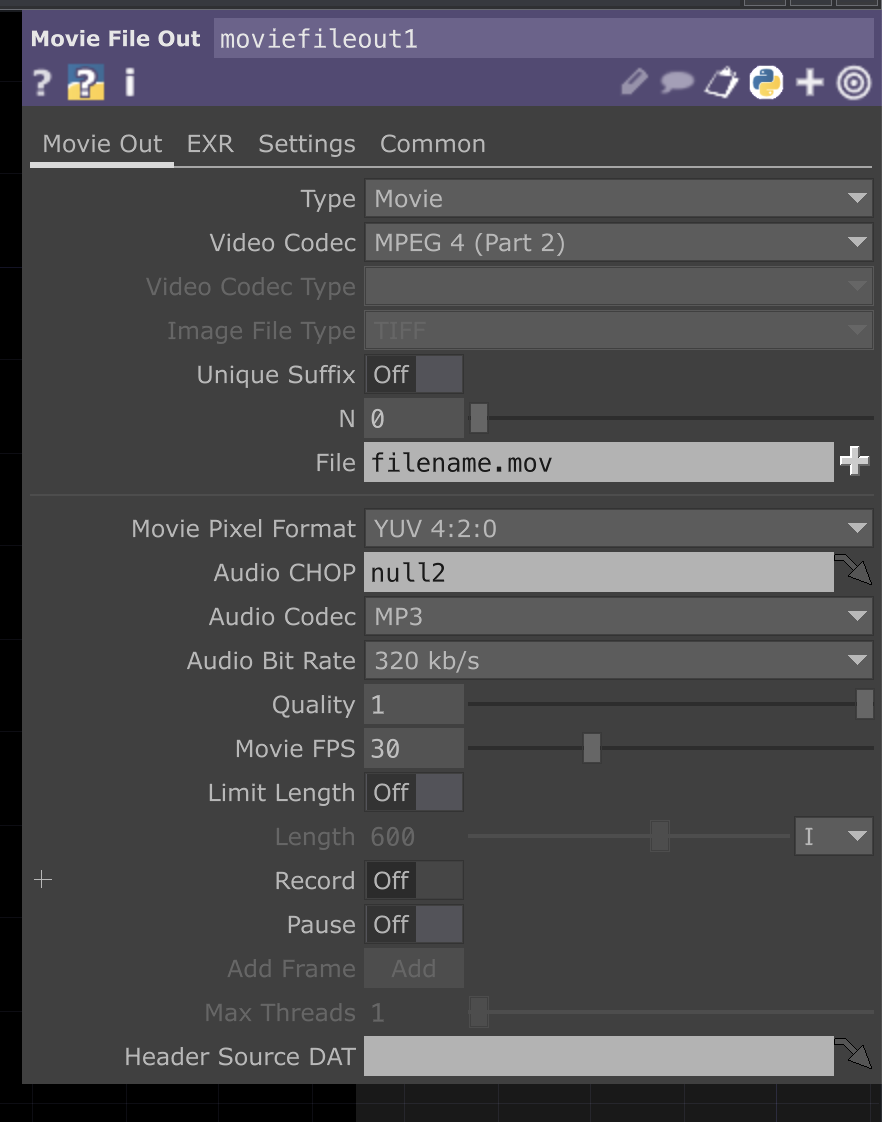 Movie File Out moviefileout1
? ? i
Movie Out EXR Settings Common
Type Movie
Video Codec MPEG 4 (Part 2)
Video Codec Type
Image File Type TIFF
Unique Suffix Off
N 0
File filename.mov
Movie Pixel Format YUV 4:2:0
Audio CHOP null2
Audio Codec MP3
Audio Bit Rate 320 kb/s
Quality 1
Movie FPS 30
Limit Length Off
Length 600 I
Record Off
Pause Off
Add Frame Add
Max Threads 1
Header Source DAT